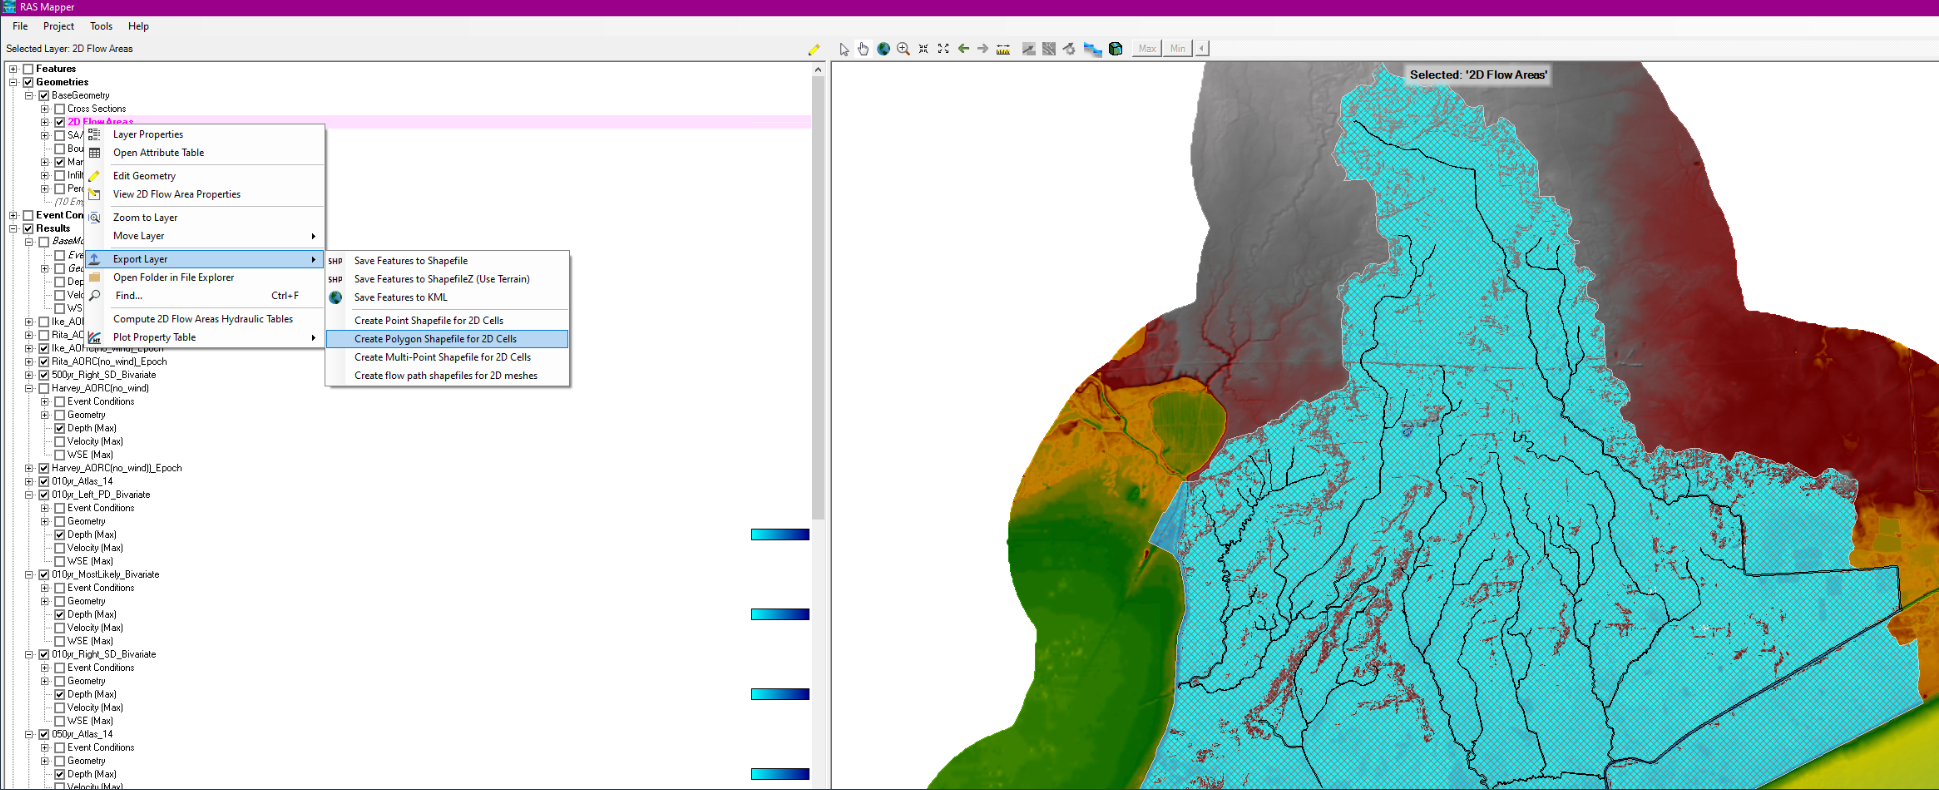 RAS Mapper
File Project Tools Help
Selected Layer: 2D Flow Areas
Max Min
Selected: '2D Flow Areas'
Features
Geometries
BaseGeometry
Cross Sections
2D Flow Areas
SA/
Bou
Man
Infilt
Perc
Event Con
Results
BaseMo
Eve
Geo
Dep
Velo
WS
Ike_AO
Rita_AO
Ike_AORC(no_wind)_Epoch
Rita_AORC(no_wind)_Epoch
500yr_Right_SD_Bivariate
Harvey_AORC(no_wind)
Event Conditions
Geometry
Depth (Max)
Velocity (Max)
WSE (Max)
Harvey_AORC(no_wind))_Epoch
010yr_Atlas_14
010yr_Left_PD_Bivariate
Event Conditions
Geometry
Depth (Max)
Velocity (Max)
WSE (Max)
010yr_MostLikely_Bivariate
Event Conditions
Geometry
Depth (Max)
Velocity (Max)
WSE (Max)
010yr_Right_SD_Bivariate
Event Conditions
Geometry
Depth (Max)
Velocity (Max)
WSE (Max)
050yr_Atlas_14
Event Conditions
Geometry
Depth (Max)
Velocity (Max)
Layer Properties
Open Attribute Table
Edit Geometry
View 2D Flow Area Properties
Zoom to Layer
Move Layer
Export Layer
Open Folder in File Explorer
Find... Ctrl+F
Compute 2D Flow Areas Hydraulic Tables
Plot Property Table
SHP Save Features to Shapefile
SHP Save Features to ShapefileZ (Use Terrain)
Save Features to KML
Create Point Shapefile for 2D Cells
Create Polygon Shapefile for 2D Cells
Create Multi-Point Shapefile for 2D Cells
Create flow path shapefiles for 2D meshes